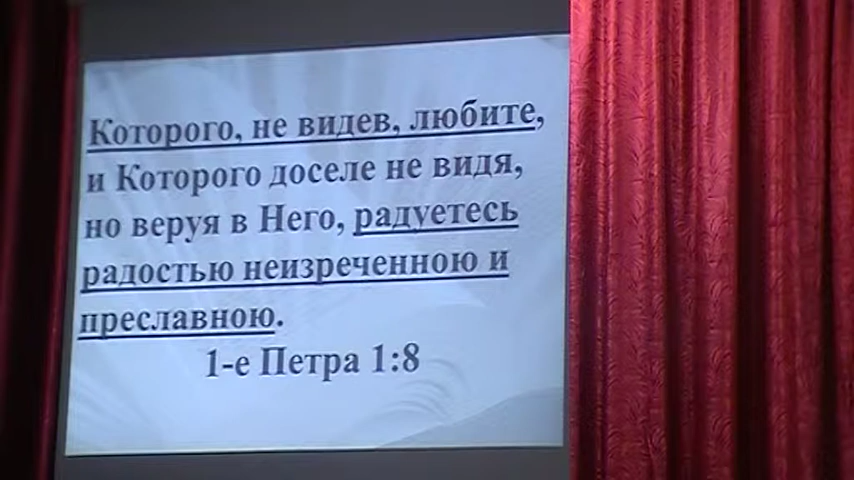 Которого, не видев, любите,
и Которого доселе не видя,
но веруя в Него, радуетесь
радостью неизреченною и
преславною.
1-е Петра 1:8